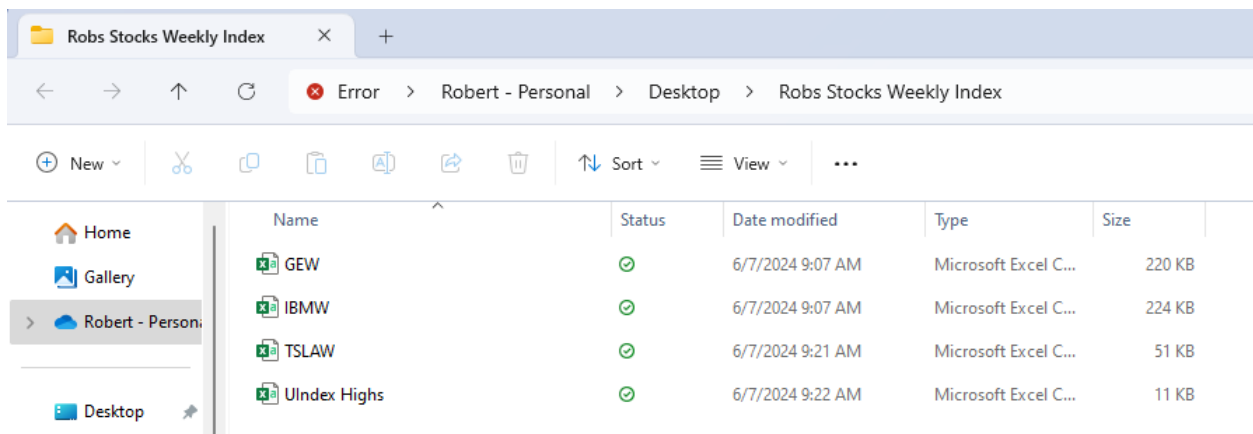 Robs Stocks Weekly Index
Error > Robert - Personal > Desktop > Robs Stocks Weekly Index
New Sort View ...
Name Status Date modified Type Size
Home
GEW 6/7/2024 9:07 AM Microsoft Excel C... 220 KB
Gallery
IBMW 6/7/2024 9:07 AM Microsoft Excel C... 224 KB
Robert - Persona
TSLAW 6/7/2024 9:21 AM Microsoft Excel C... 51 KB
UIndex Highs 6/7/2024 9:22 AM Microsoft Excel C... 11 KB
Desktop